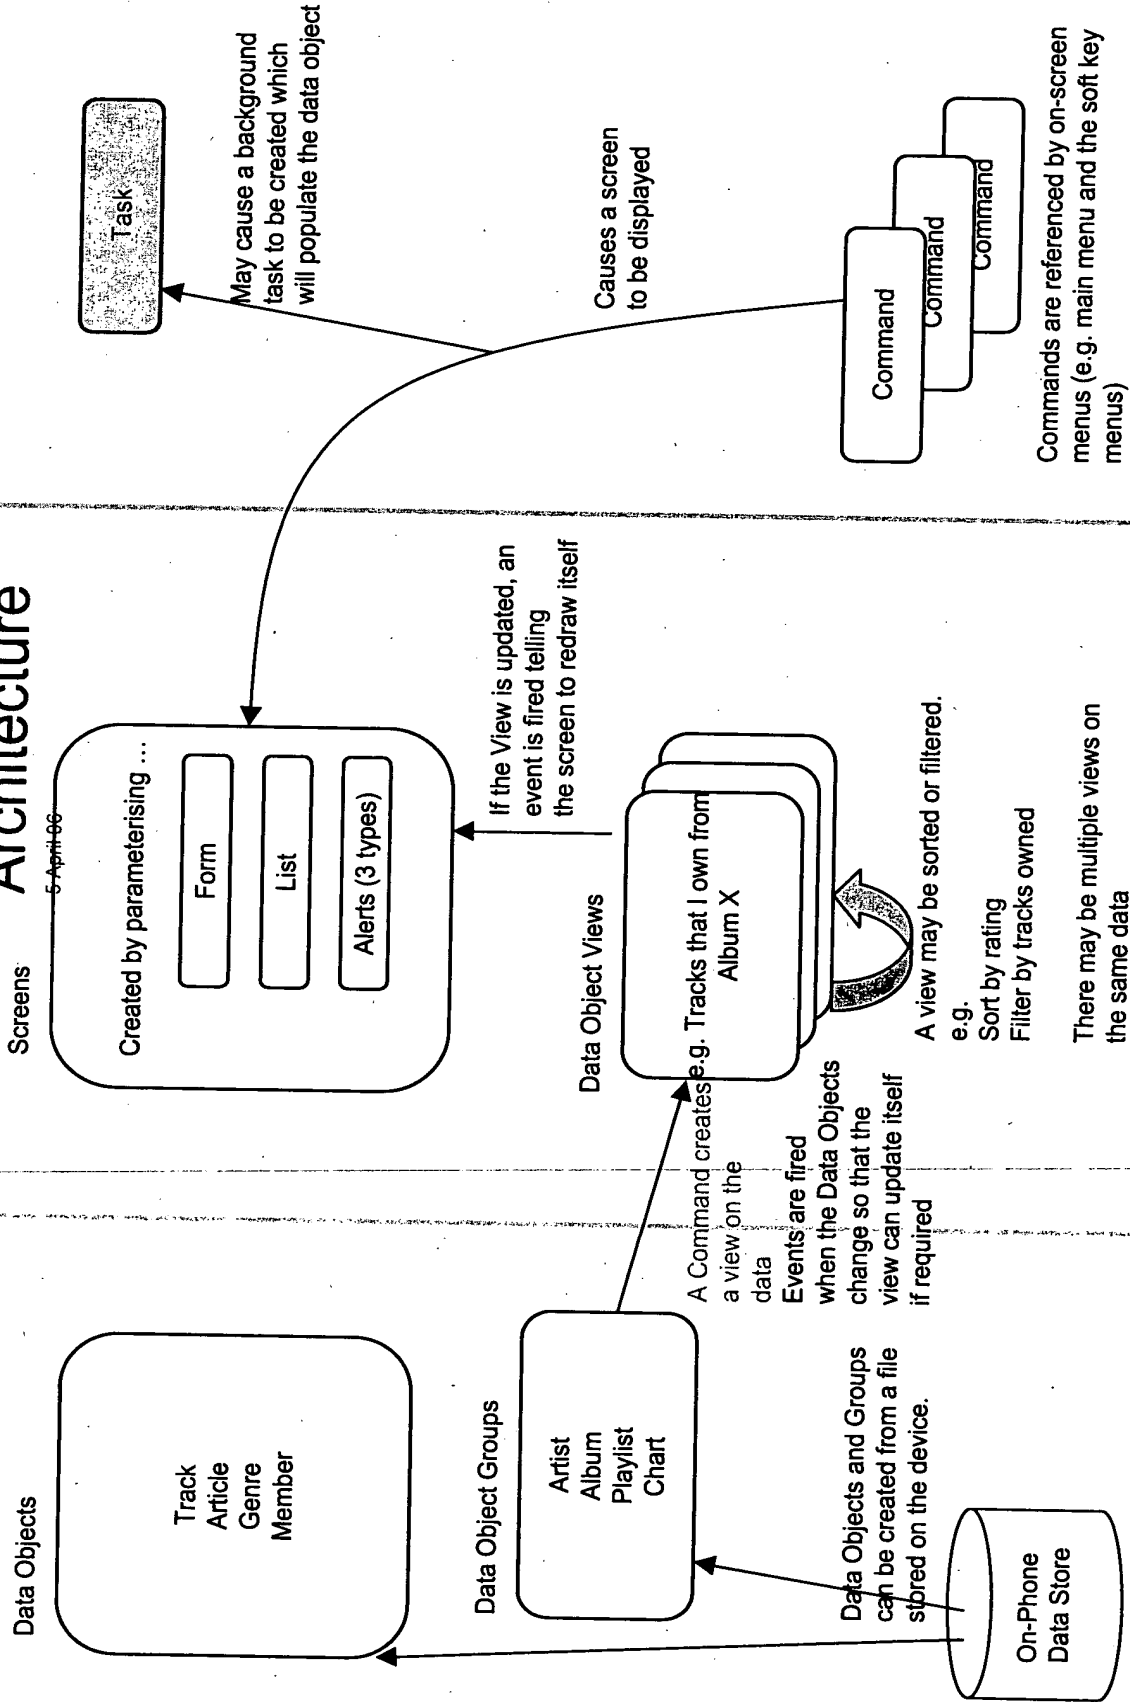 Architecture
5 April 06
Data Objects
Track
Article
Genre
Member
Data Object Groups
Artist
Album
Playlist
Chart
Data Objects and Groups
can be created from a file
stored on the device.
On-Phone
Data Store
Screens
Created by parameterising ...
Form
List
Alerts (3 types)
If the View is updated, an
event is fired telling
the screen to redraw itself
Data Object Views
e.g. Tracks that I own from
Album X
A Command creates
a view on the
data
Events are fired
when the Data Objects
change so that the
view can update itself
if required
A view may be sorted or filtered.
e.g.
Sort by rating
Filter by tracks owned
There may be multiple views on
the same data
Task
May cause a background
task to be created which
will populate the data object
Causes a screen
to be displayed
Command
Command
Command
Commands are referenced by on-screen
menus (e.g. main menu and the soft key
menus)